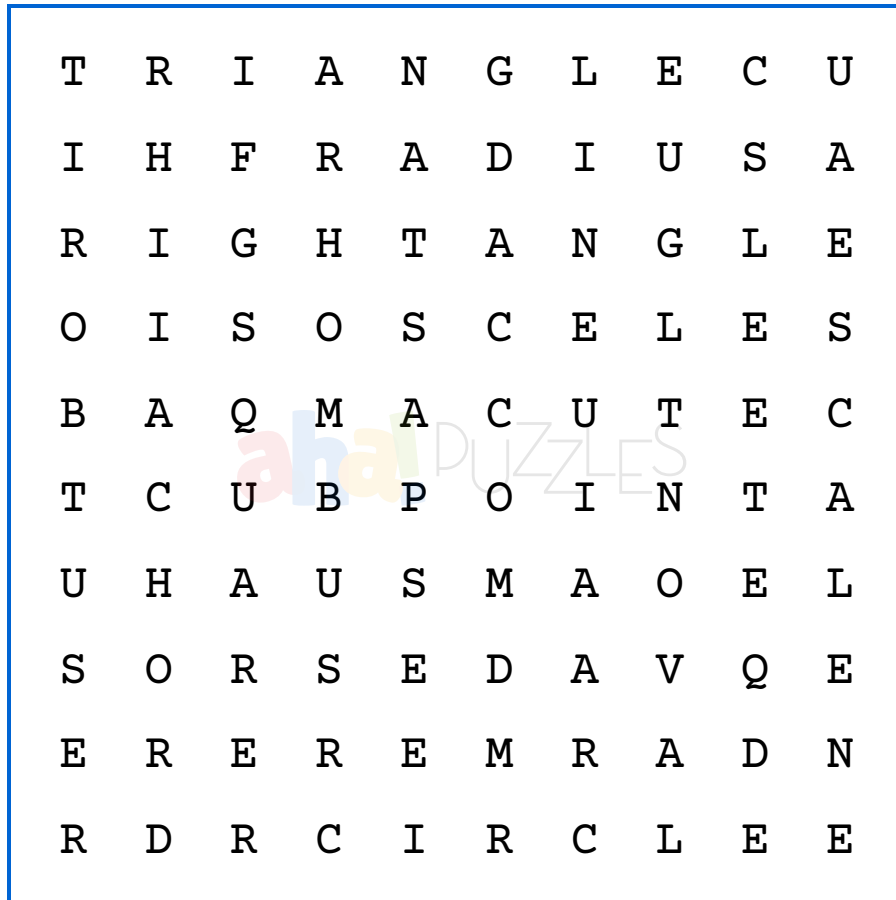 T R I A N G L E C U
I H F R A D I U S A
R I G H T A N G L E
O I S O S C E L E S
B A Q M A C U T E C
aha! PUZZLES
T C U B P O I N T A
U H A U S M A O E L
S O R S E D A V Q E
E R E R E M R A D N
R D R C I R C L E E